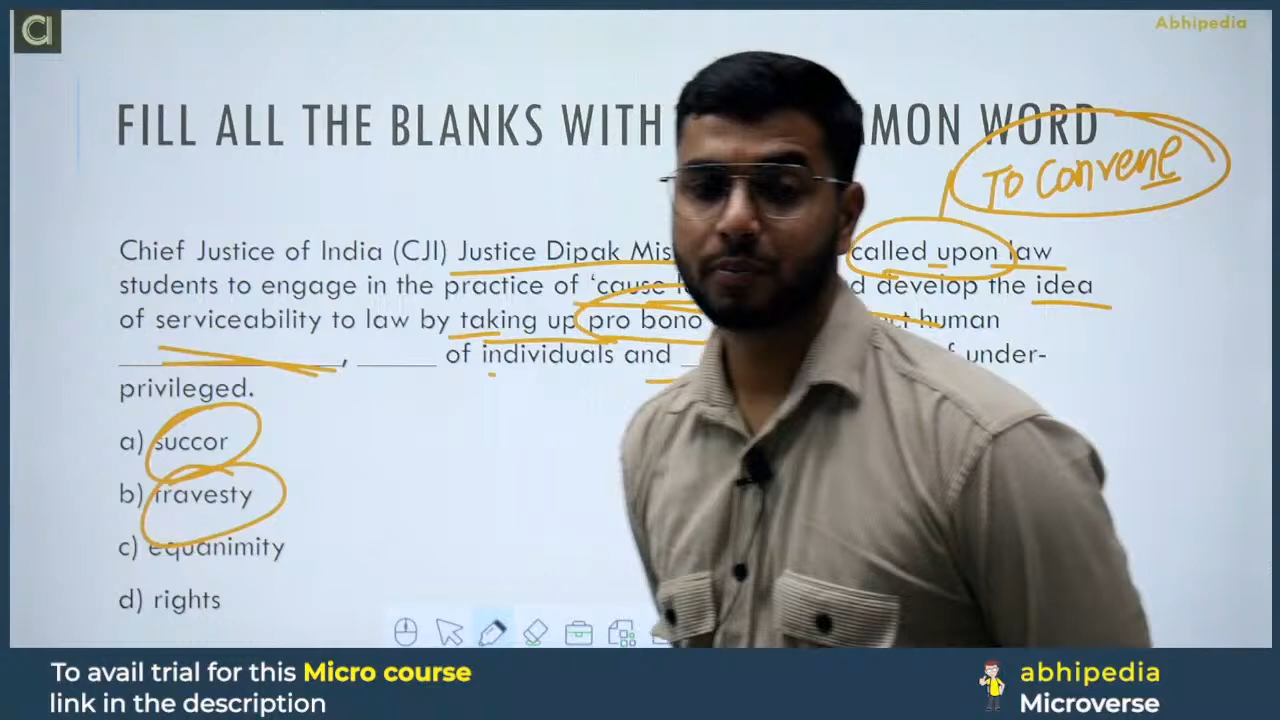 Abhipedia
FILL ALL THE BLANKS WITH WORD
To Convene
Chief Justice of India (CJI) Justice Dipak called upon law
students to engage in the practice of ‘cause develop the idea
of serviceability to law by taking up pro bono human
____________________, _______ of individuals and under-
privileged.
a) succor
b) travesty
c) equanimity
d) rights
To avail trial for this Micro course
link in the description
abhipedia
Microverse